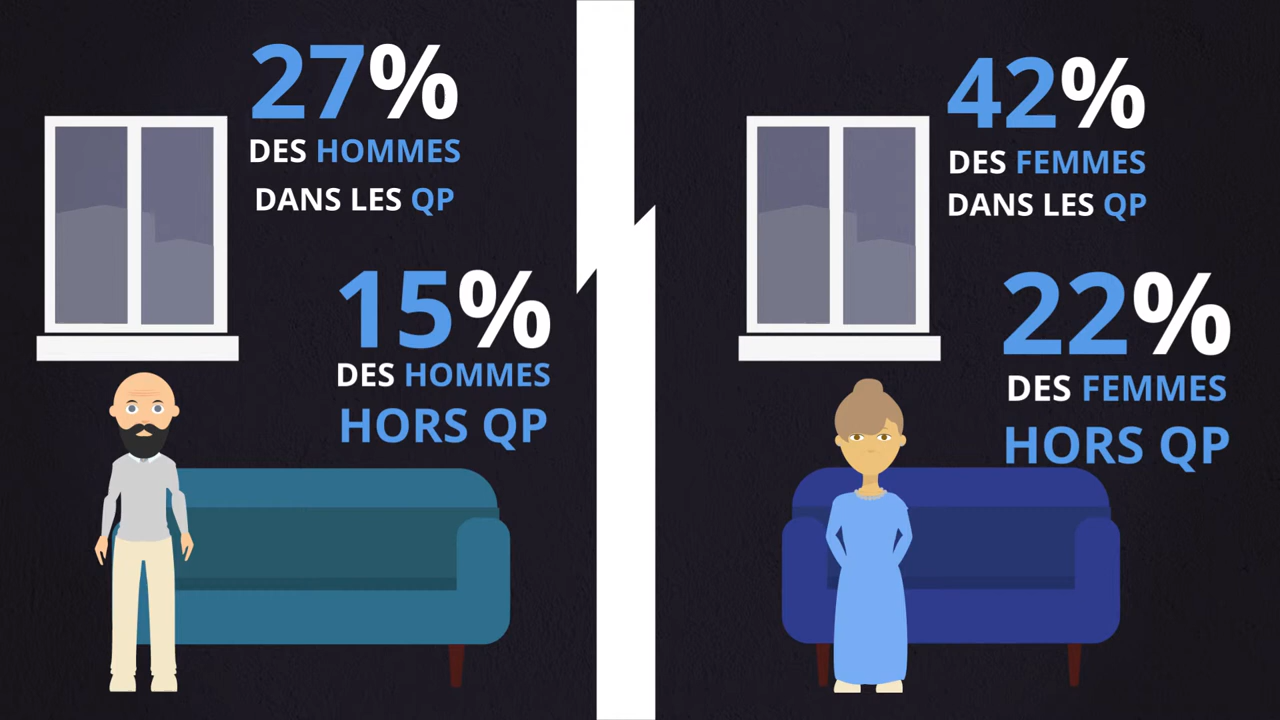 27%
DES HOMMES
DANS LES QP
15%
DES HOMMES
HORS QP
42%
DES FEMMES
DANS LES QP
22%
DES FEMMES
HORS QP